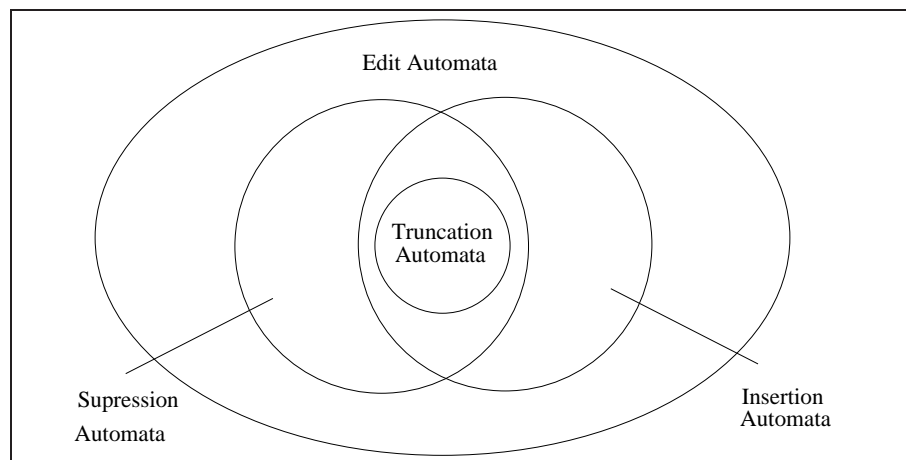 Edit Automata
Truncation
Automata
Supression
Automata
Insertion
Automata